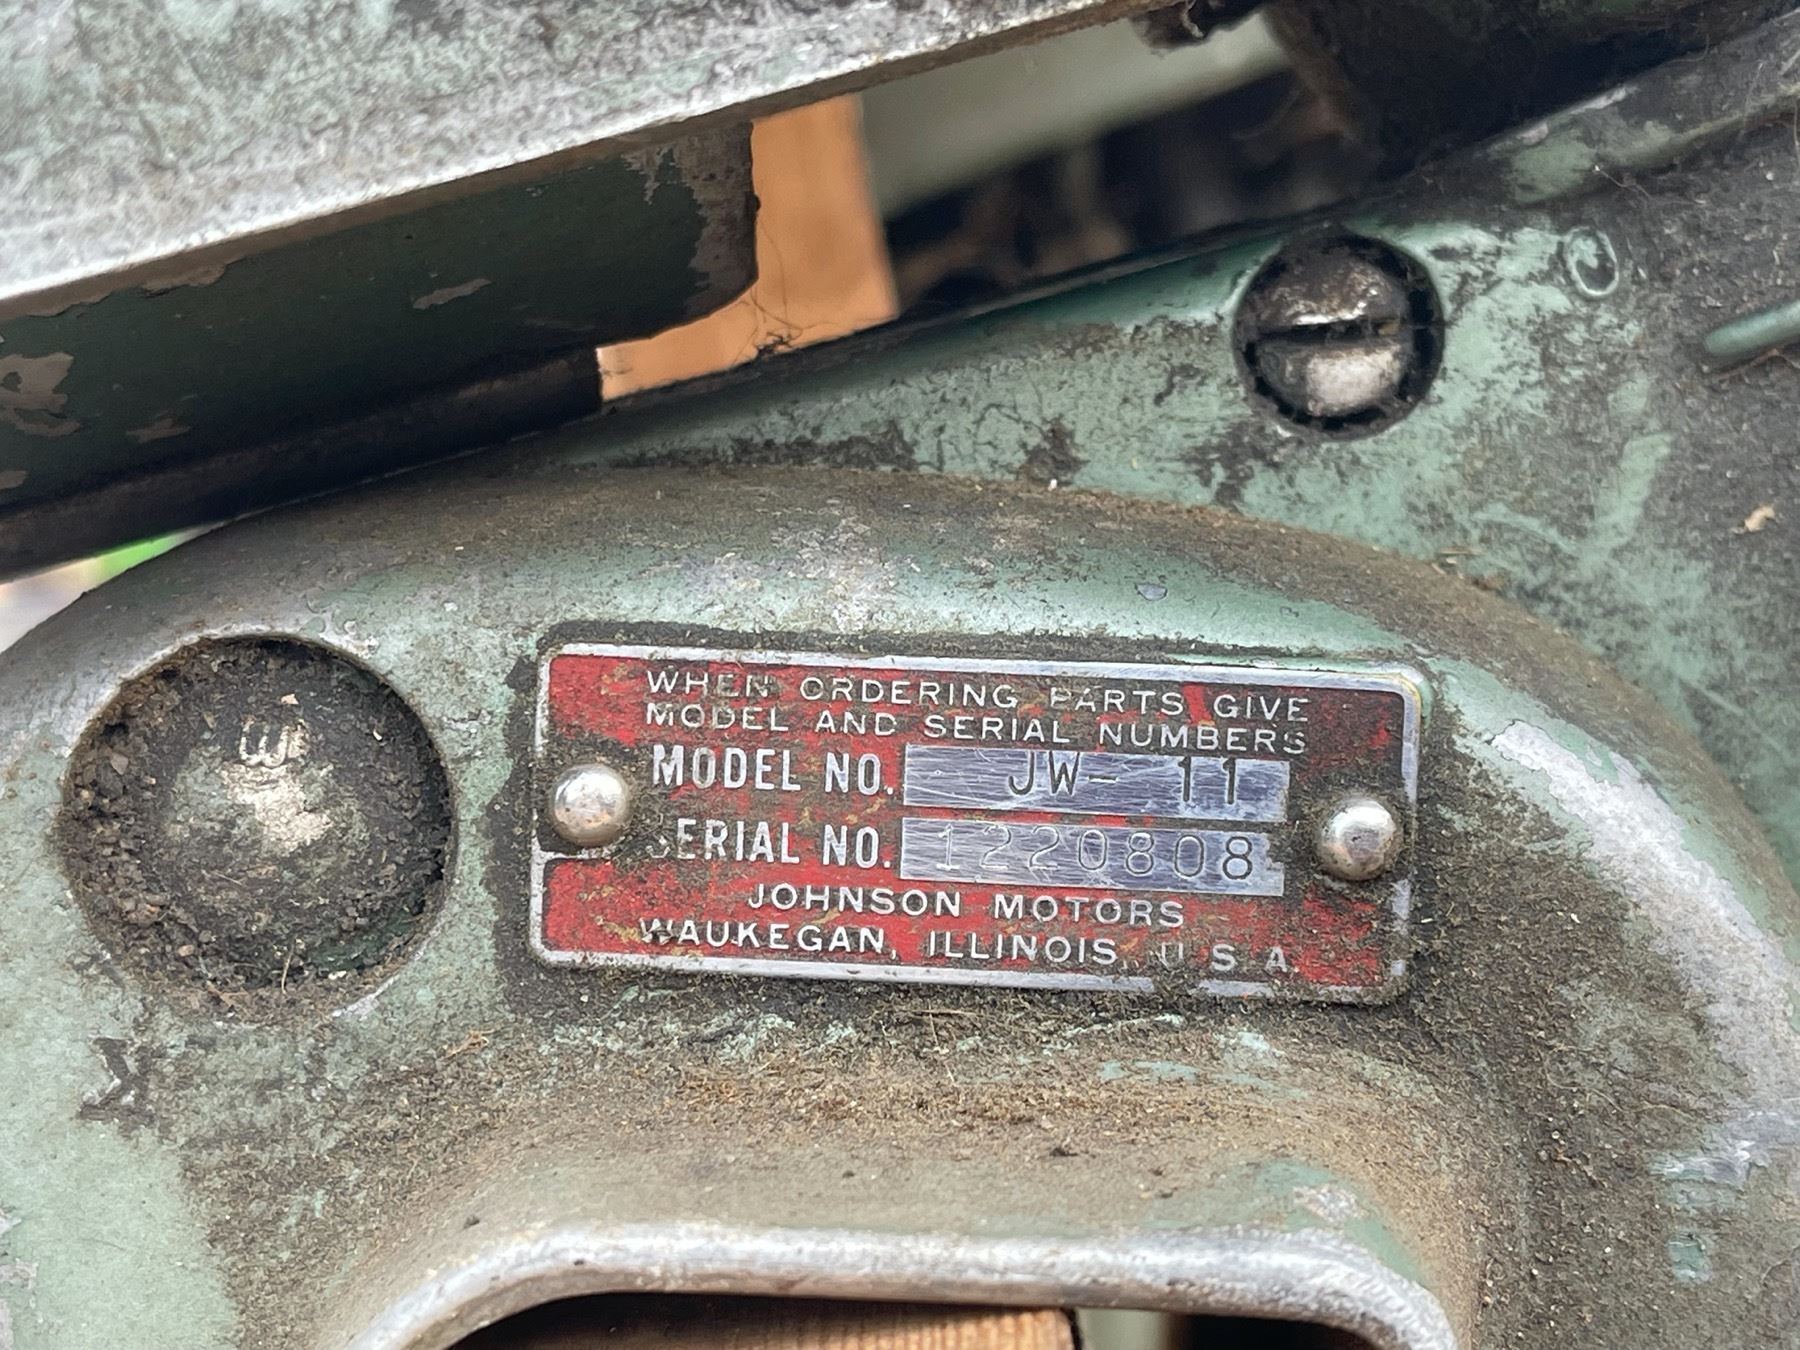 WHEN ORDERING PARTS GIVE
MODEL AND SERIAL NUMBERS
MODEL NO. JW- 11
SERIAL NO. 1220808
JOHNSON MOTORS
WAUKEGAN, ILLINOIS, U.S.A.